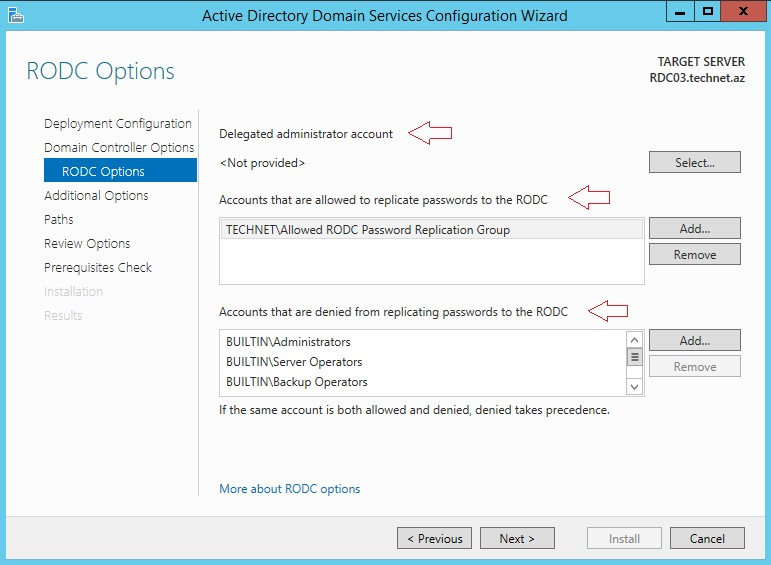 Active Directory Domain Services Configuration Wizard
RODC Options
TARGET SERVER
RDC03.technet.az
Deployment Configuration
Domain Controller Options
RODC Options
Additional Options
Paths
Review Options
Prerequisites Check
Installation
Results
Delegated administrator account
<Not provided>
Select...
Accounts that are allowed to replicate passwords to the RODC
TECHNET\Allowed RODC Password Replication Group
Add...
Remove
Accounts that are denied from replicating passwords to the RODC
BUILTIN\Administrators
BUILTIN\Server Operators
BUILTIN\Backup Operators
Add...
Remove
If the same account is both allowed and denied, denied takes precedence.
More about RODC options
< Previous
Next >
Install
Cancel